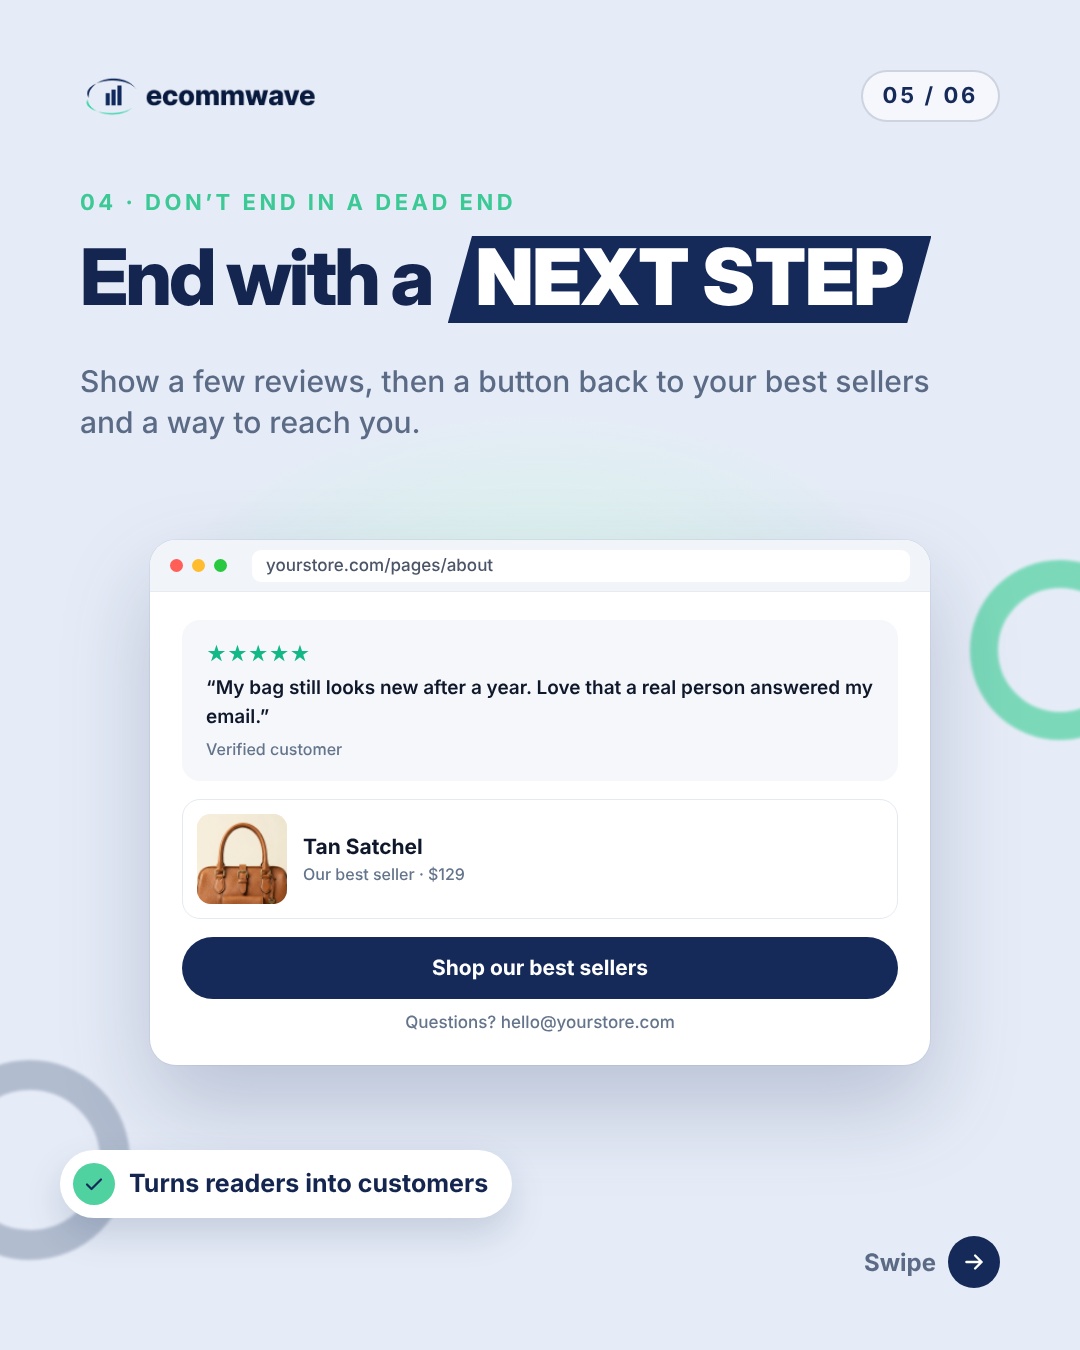 ecommwave
05 / 06
04 · DON’T END IN A DEAD END
End with a NEXT STEP
Show a few reviews, then a button back to your best sellers
and a way to reach you.
yourstore.com/pages/about
★★★★★
“My bag still looks new after a year. Love that a real person answered my
email.”
Verified customer
Tan Satchel
Our best seller · $129
Shop our best sellers
Questions? hello@yourstore.com
Turns readers into customers
Swipe